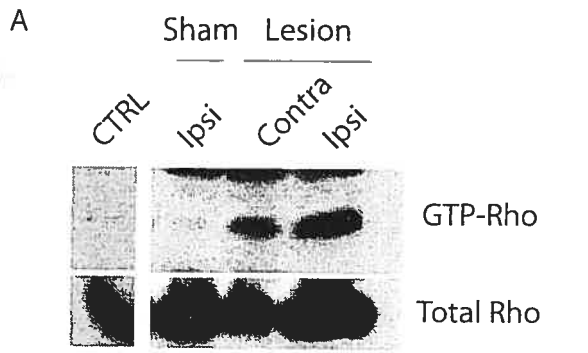 A
Sham Lesion
CTRL Ipsi Contra Ipsi
GTP-Rho
Total Rho